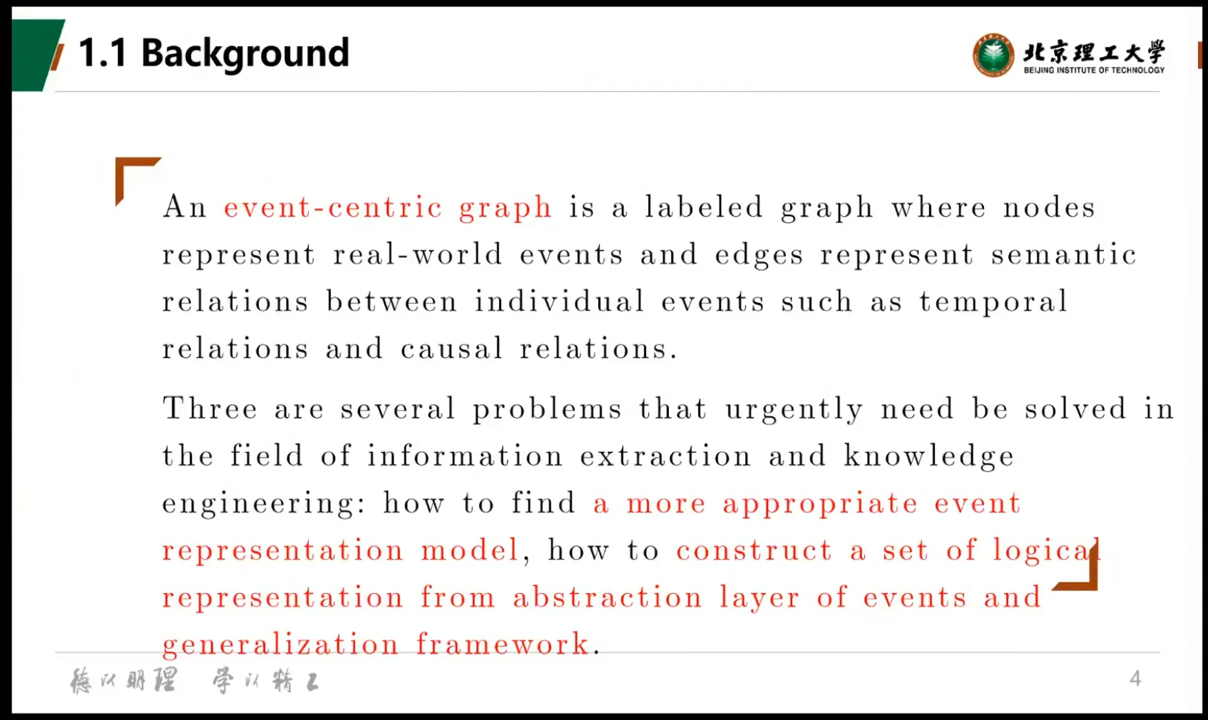 1.1 Background
北京理工大學
BEIJING INSTITUTE OF TECHNOLOGY
An event-centric graph is a labeled graph where nodes
represent real-world events and edges represent semantic
relations between individual events such as temporal
relations and causal relations.
Three are several problems that urgently need be solved in
the field of information extraction and knowledge
engineering: how to find a more appropriate event
representation model, how to construct a set of logical
representation from abstraction layer of events and
generalization framework.
德以明理 学以精工
4